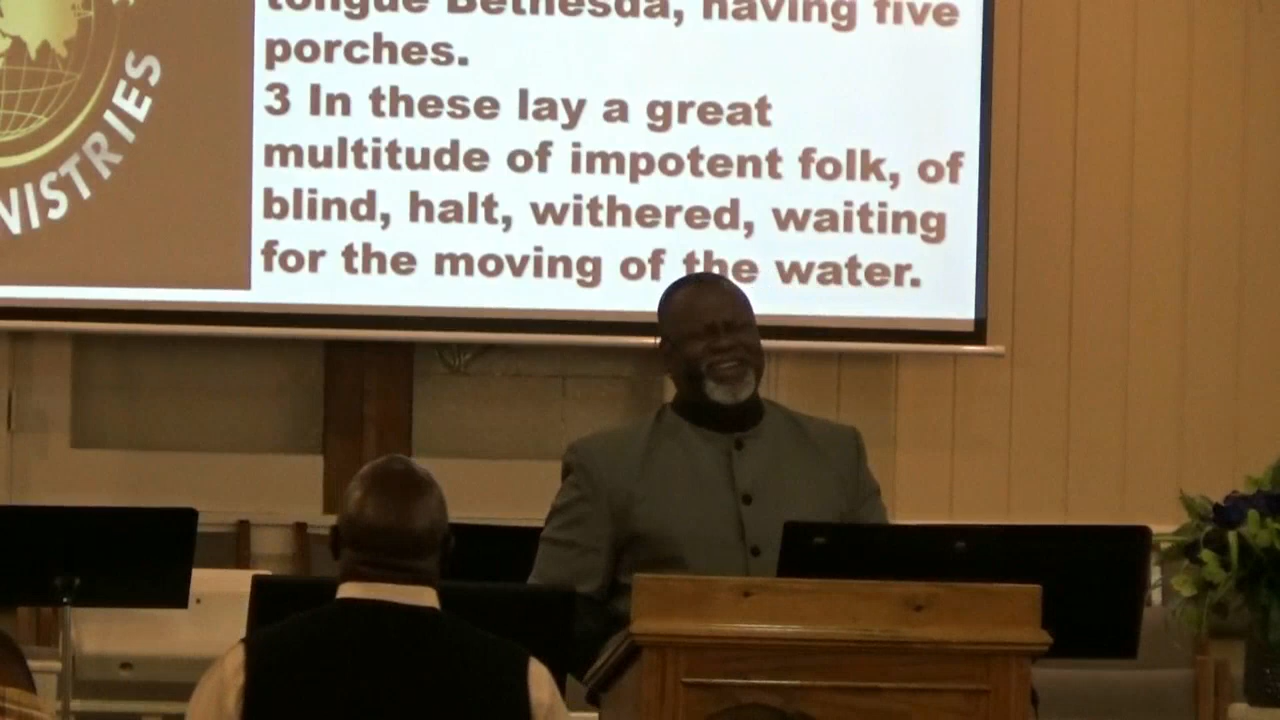 tongue Bethesda, having five
porches.
3 In these lay a great
multitude of impotent folk, of
blind, halt, withered, waiting
for the moving of the water.
NISTRIES